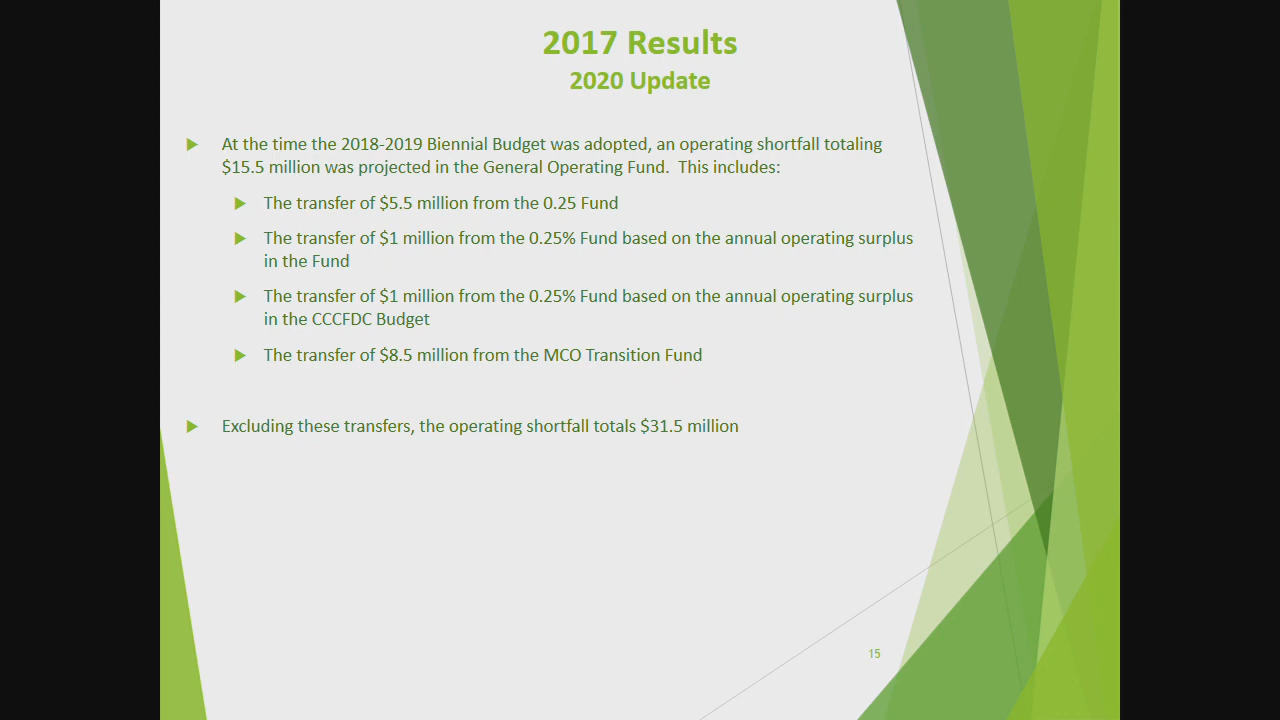 2017 Results
2020 Update
At the time the 2018-2019 Biennial Budget was adopted, an operating shortfall totaling
$15.5 million was projected in the General Operating Fund. This includes:
The transfer of $5.5 million from the 0.25 Fund
The transfer of $1 million from the 0.25% Fund based on the annual operating surplus
in the Fund
The transfer of $1 million from the 0.25% Fund based on the annual operating surplus
in the CCCFDC Budget
The transfer of $8.5 million from the MCO Transition Fund
Excluding these transfers, the operating shortfall totals $31.5 million
15